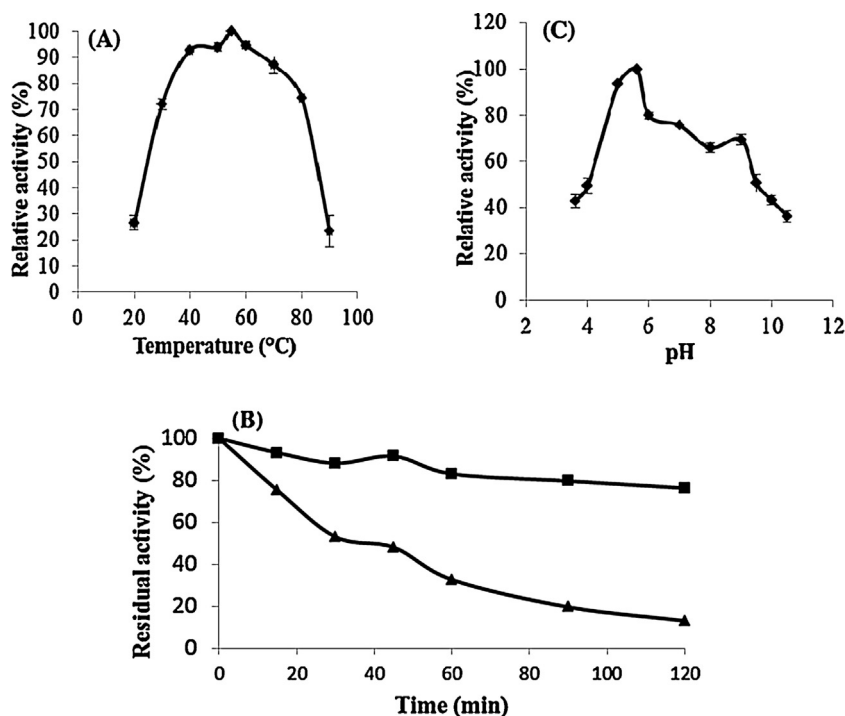 (A)
Relative activity (%)
100
90
80
70
60
50
40
30
20
10
0
0 20 40 60 80 100
Temperature (°C)
(C)
Relative activity (%)
120
100
80
60
40
20
0
2 4 6 8 10 12
pH
(B)
Residual activity (%)
100
80
60
40
20
0
0 20 40 60 80 100 120
Time (min)